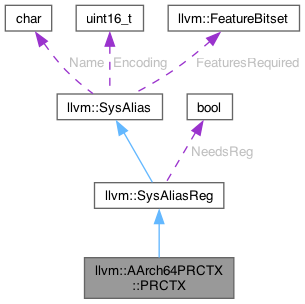 char
uint16_t
llvm::FeatureBitset
Name
Encoding
FeaturesRequired
llvm::SysAlias
bool
NeedsReg
llvm::SysAliasReg
llvm::AArch64PRCTX
::PRCTX